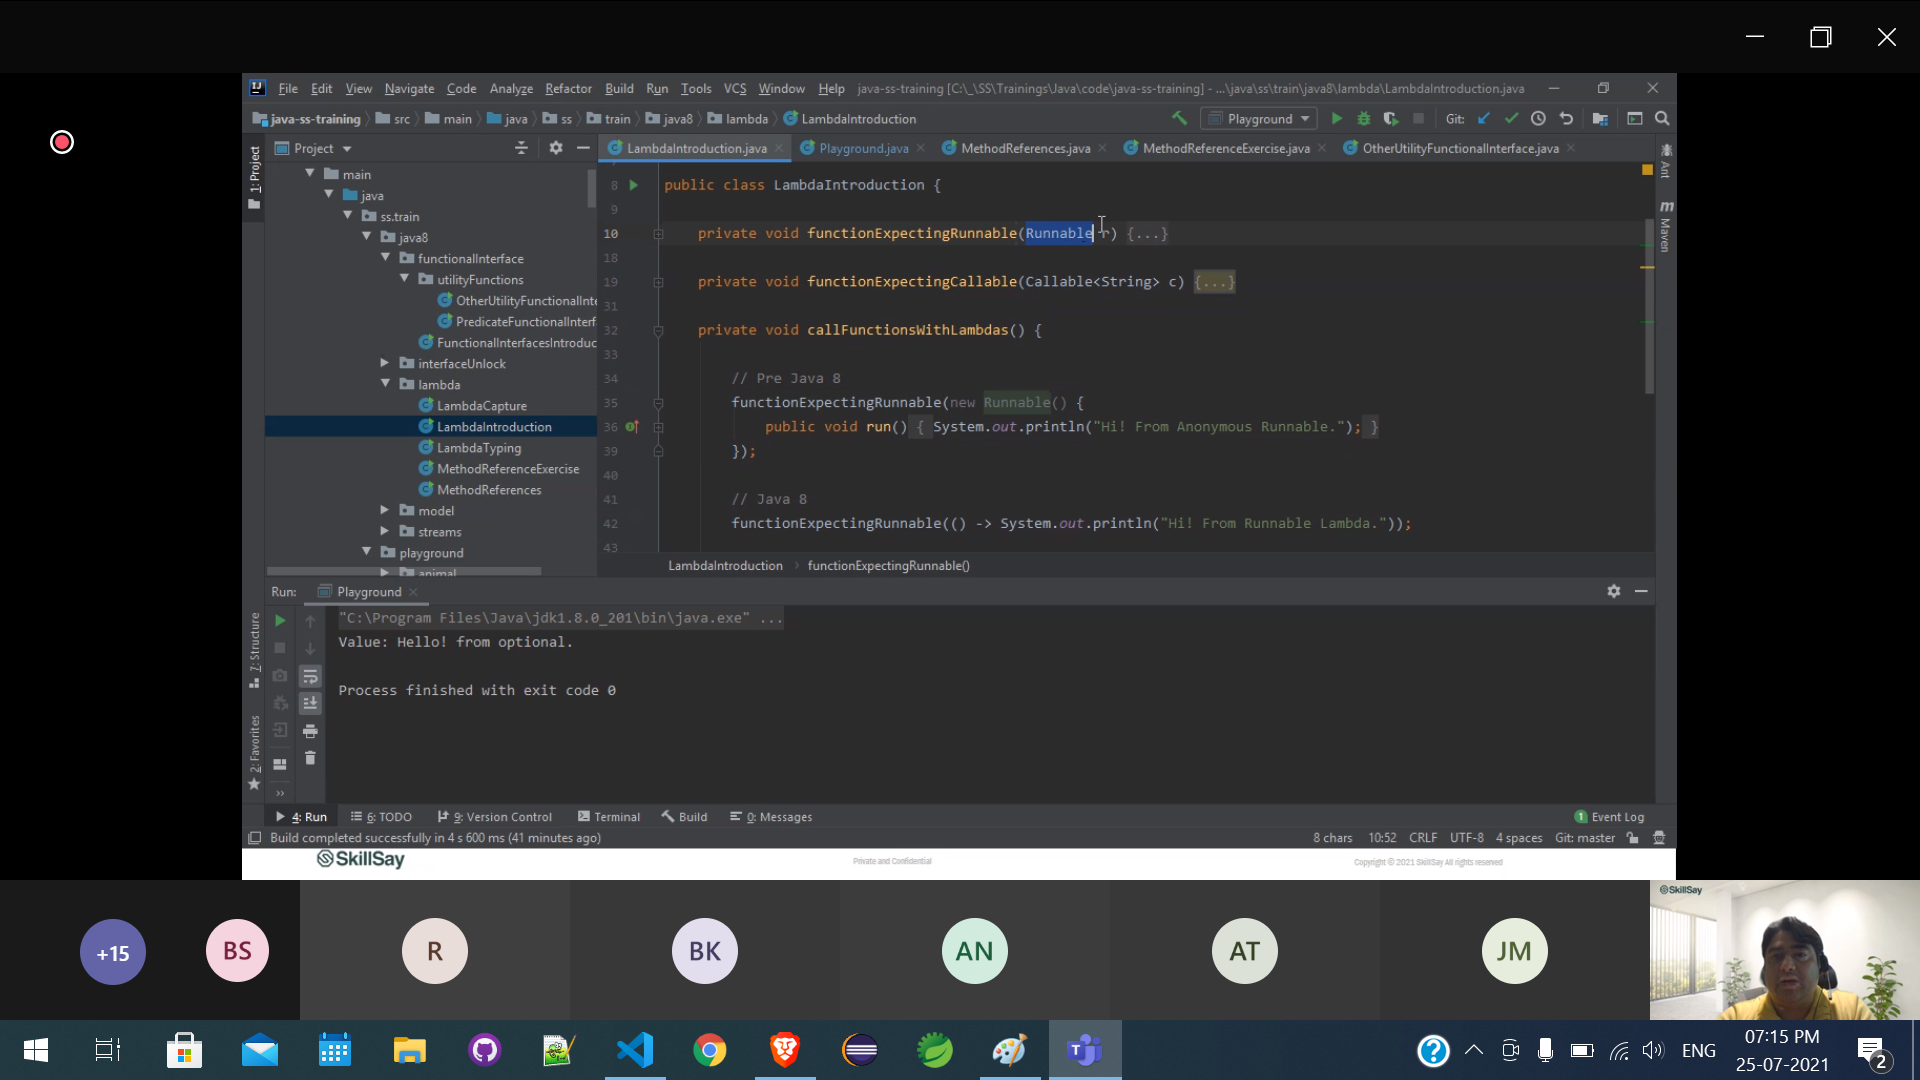 File Edit View Navigate Code Analyze Refactor Build Run Tools VCS Window Help java-ss-training [C:\_\SS\Trainings\Java\code\java-ss-training] - ...\java\ss\train\java8\lambda\LambdaIntroduction.java
java-ss-training src main java ss train java8 lambda LambdaIntroduction Playground Git:
1: Project
Project
LambdaIntroduction.java Playground.java MethodReferences.java MethodReferenceExercise.java OtherUtilityFunctionalInterface.java
Ant
Maven
main
java
ss.train
java8
functionalInterface
utilityFunctions
OtherUtilityFunctionalInte
PredicateFunctionalInterf
FunctionalInterfacesIntroduc
interfaceUnlock
lambda
LambdaCapture
LambdaIntroduction
LambdaTyping
MethodReferenceExercise
MethodReferences
model
streams
playground
animal
8 public class LambdaIntroduction {
9
10 private void functionExpectingRunnable(Runnable r) {...}
18
19 private void functionExpectingCallable(Callable<String> c) {...}
31
32 private void callFunctionsWithLambdas() {
33
34 // Pre Java 8
35 functionExpectingRunnable(new Runnable() {
36 public void run() { System.out.println("Hi! From Anonymous Runnable."); }
39 });
40
41 // Java 8
42 functionExpectingRunnable(() -> System.out.println("Hi! From Runnable Lambda."));
43
LambdaIntroduction › functionExpectingRunnable()
Run: Playground
"C:\Program Files\Java\jdk1.8.0_201\bin\java.exe" ...
Value: Hello! from optional.
Process finished with exit code 0
7: Structure
2: Favorites
4: Run 6: TODO 9: Version Control Terminal Build 0: Messages 1 Event Log
Build completed successfully in 4 s 600 ms (41 minutes ago) 8 chars 10:52 CRLF UTF-8 4 spaces Git: master
SkillSay Private and Confidential Copyright © 2021 SkillSay All rights reserved
SkillSay
+15 BS R BK AN AT JM
ENG 07:15 PM
25-07-2021
2